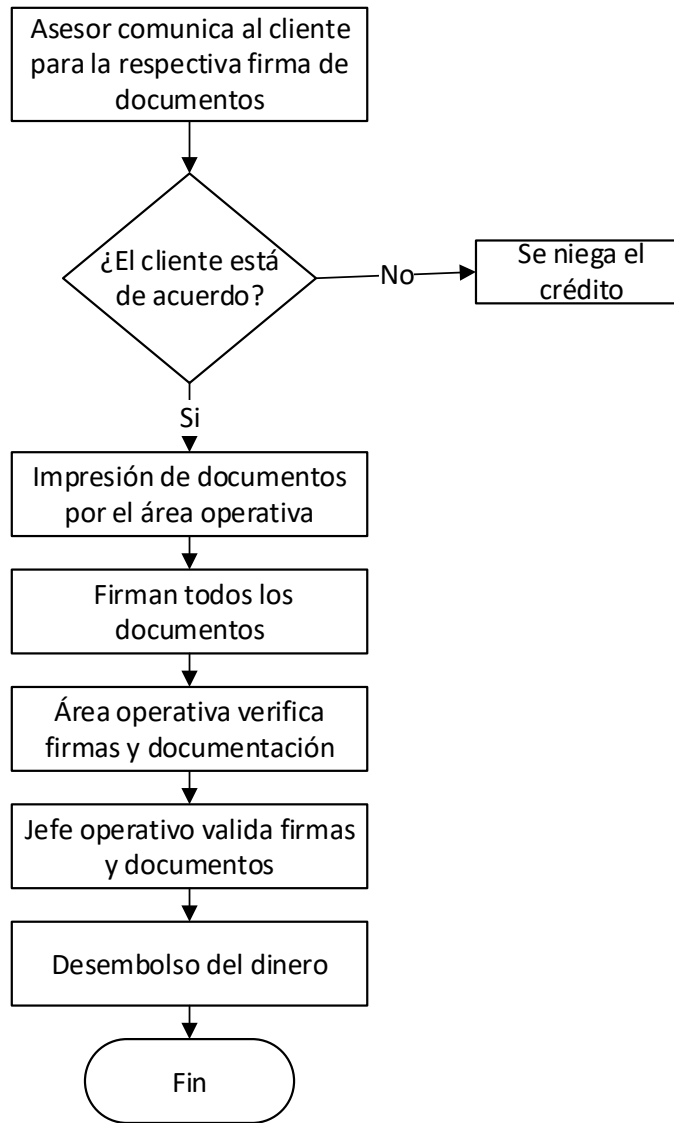 Asesor comunica al cliente
para la respectiva firma de
documentos
¿El cliente está
de acuerdo?
No
Se niega el
crédito
Si
Impresión de documentos
por el área operativa
Firman todos los
documentos
Área operativa verifica
firmas y documentación
Jefe operativo valida firmas
y documentos
Desembolso del dinero
Fin